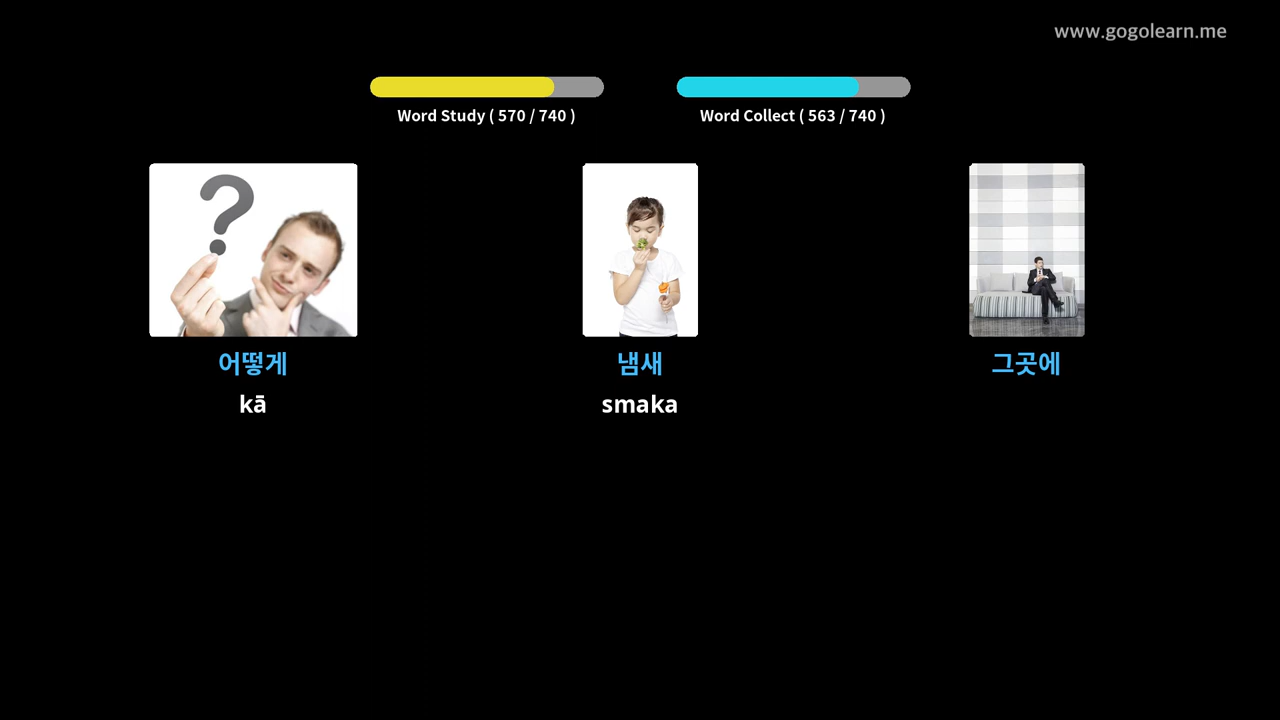 www.gogolearn.me
Word Study ( 570 / 740 )
Word Collect ( 563 / 740 )
어떻게
냄새
그곳에
kā
smaka